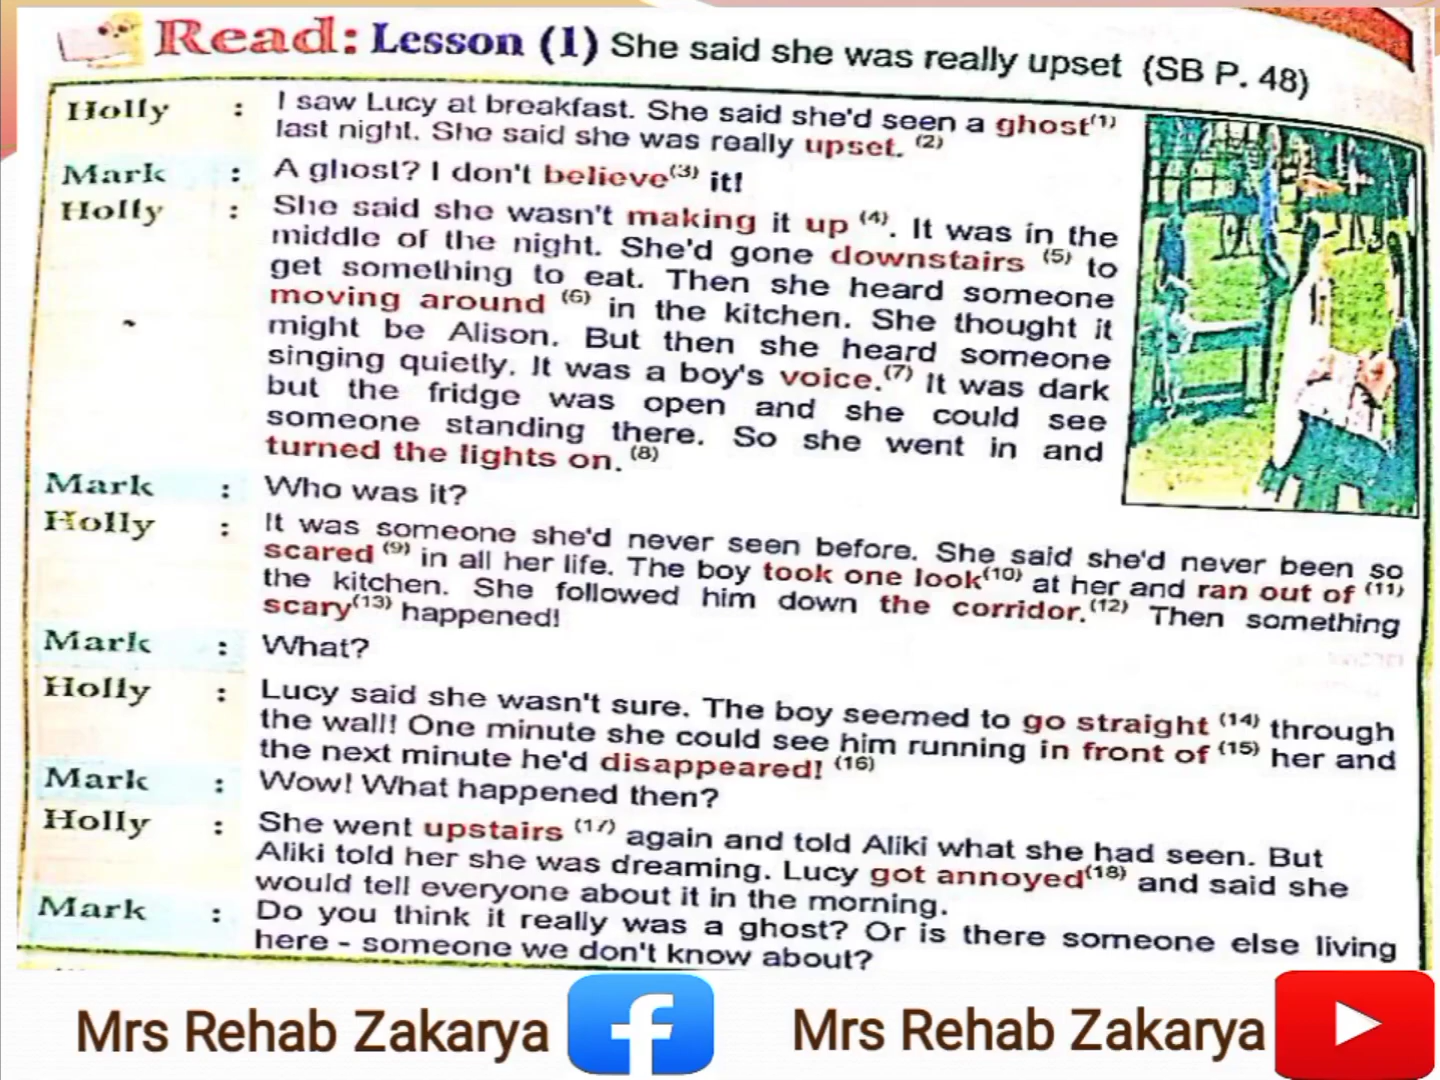 Read: Lesson (1) She said she was really upset (SB P. 48)
Holly : I saw Lucy at breakfast. She said she'd seen a ghost(1)
last night. She said she was really upset. (2)
Mark : A ghost? I don't believe(3) it!
Holly : She said she wasn't making it up (4). It was in the
middle of the night. She'd gone downstairs (5) to
get something to eat. Then she heard someone
moving around (6) in the kitchen. She thought it
might be Alison. But then she heard someone
singing quietly. It was a boy's voice.(7) It was dark
but the fridge was open and she could see
someone standing there. So she went in and
turned the lights on. (8)
Mark : Who was it?
Holly : It was someone she'd never seen before. She said she'd never been so
scared (9) in all her life. The boy took one look(10) at her and ran out of (11)
the kitchen. She followed him down the corridor.(12) Then something
scary(13) happened!
Mark : What?
Holly : Lucy said she wasn't sure. The boy seemed to go straight (14) through
the wall! One minute she could see him running in front of (15) her and
the next minute he'd disappeared! (16)
Mark : Wow! What happened then?
Holly : She went upstairs (17) again and told Aliki what she had seen. But
Aliki told her she was dreaming. Lucy got annoyed(18) and said she
would tell everyone about it in the morning.
Mark : Do you think it really was a ghost? Or is there someone else living
here - someone we don't know about?
Mrs Rehab Zakarya f Mrs Rehab Zakarya